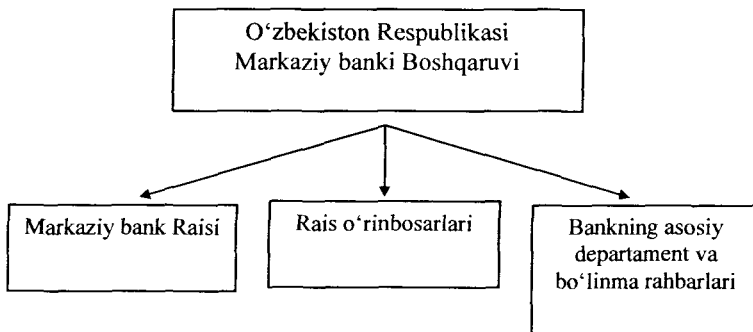 O‘zbekiston Respublikasi
Markaziy banki Boshqaruvi
Markaziy bank Raisi
Rais o‘rinbosarlari
Bankning asosiy
departament va
bo‘linma rahbarlari